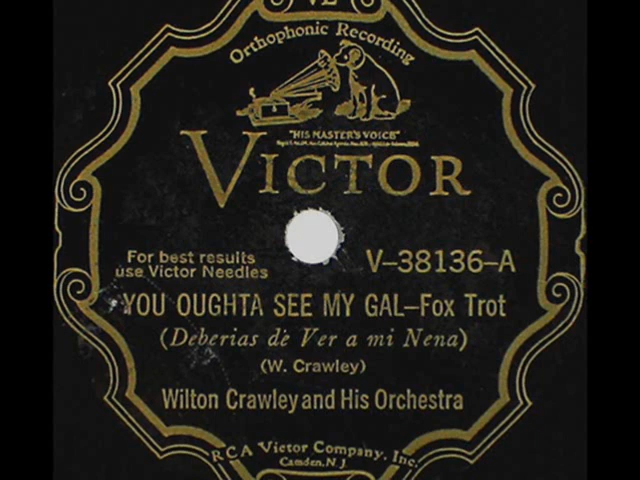 VE
Orthophonic Recording
"HIS MASTER'S VOICE"
VICTOR
For best results
use Victor Needles
V-38136-A
YOU OUGHTA SEE MY GAL-Fox Trot
(Deberias de Ver a mi Nena)
(W. Crawley)
Wilton Crawley and His Orchestra
RCA Victor Company, Inc.
Camden, N.J.